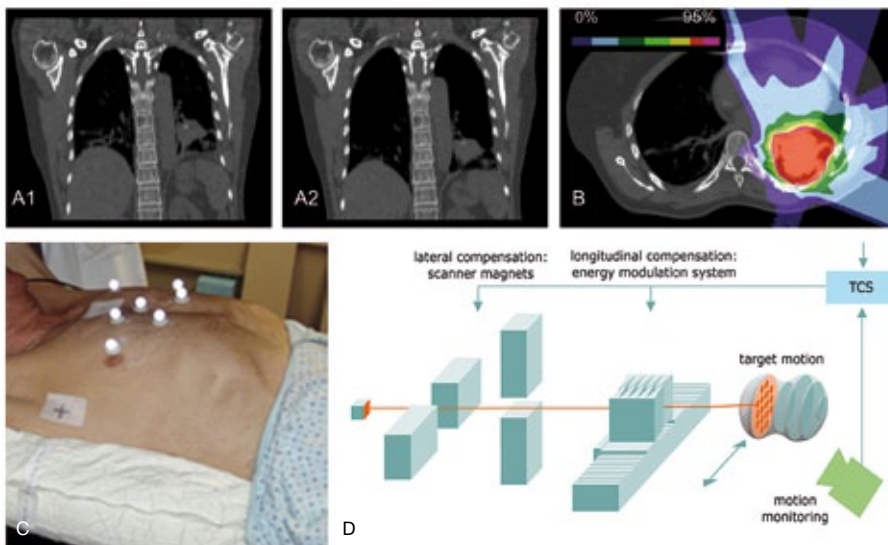 A1
A2
0%
95%
B
C
lateral compensation:
scanner magnets
longitudinal compensation:
energy modulation system
TCS
target motion
motion
monitoring
D